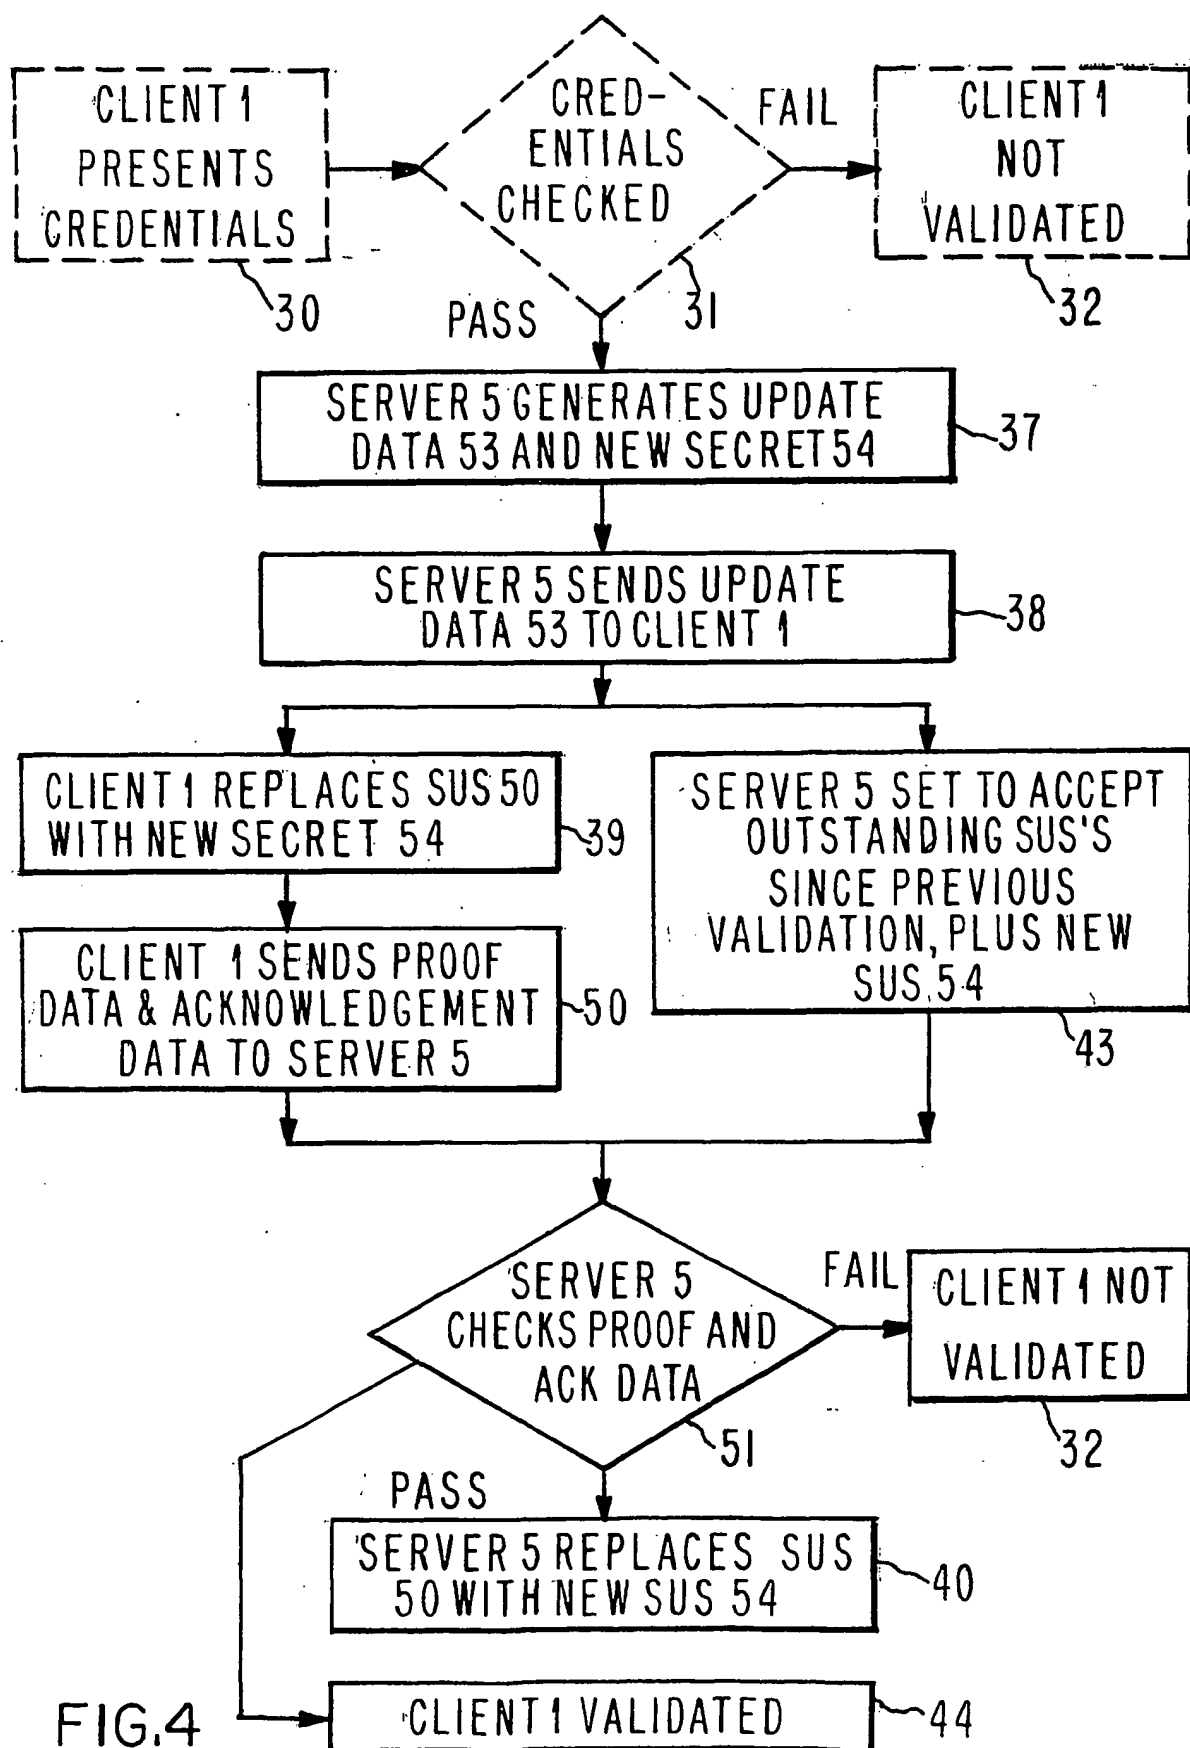 CLIENT 1
PRESENTS
CREDENTIALS
30
CRED-
ENTIALS
CHECKED
31
FAIL
CLIENT 1
NOT
VALIDATED
32
PASS
SERVER 5 GENERATES UPDATE
DATA 53 AND NEW SECRET 54
37
SERVER 5 SENDS UPDATE
DATA 53 TO CLIENT 1
38
CLIENT 1 REPLACES SUS 50
WITH NEW SECRET 54
39
CLIENT 1 SENDS PROOF
DATA & ACKNOWLEDGEMENT
DATA TO SERVER 5
50
SERVER 5 SET TO ACCEPT
OUTSTANDING SUS'S
SINCE PREVIOUS
VALIDATION, PLUS NEW
SUS, 54
43
SERVER 5
CHECKS PROOF AND
ACK DATA
51
FAIL
CLIENT 1 NOT
VALIDATED
32
PASS
SERVER 5 REPLACES SUS
50 WITH NEW SUS 54
40
CLIENT 1 VALIDATED
44
FIG.4